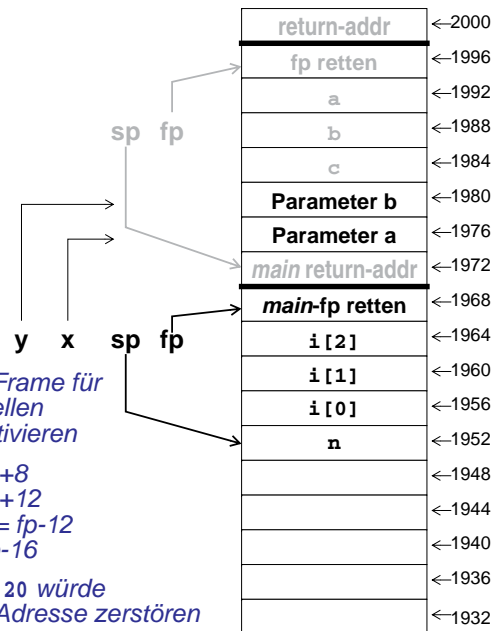 return-addr ←2000
fp retten ←1996
a ←1992
sp fp b ←1988
c ←1984
Parameter b ←1980
Parameter a ←1976
main return-addr ←1972
main-fp retten ←1968
y x sp fp i[2] ←1964
i[1] ←1960
Frame für
ellen i[0] ←1956
tivieren
n ←1952
+8 ←1948
+12
= fp-12 ←1944
-16 ←1940
20 würde ←1936
Adresse zerstören ←1932